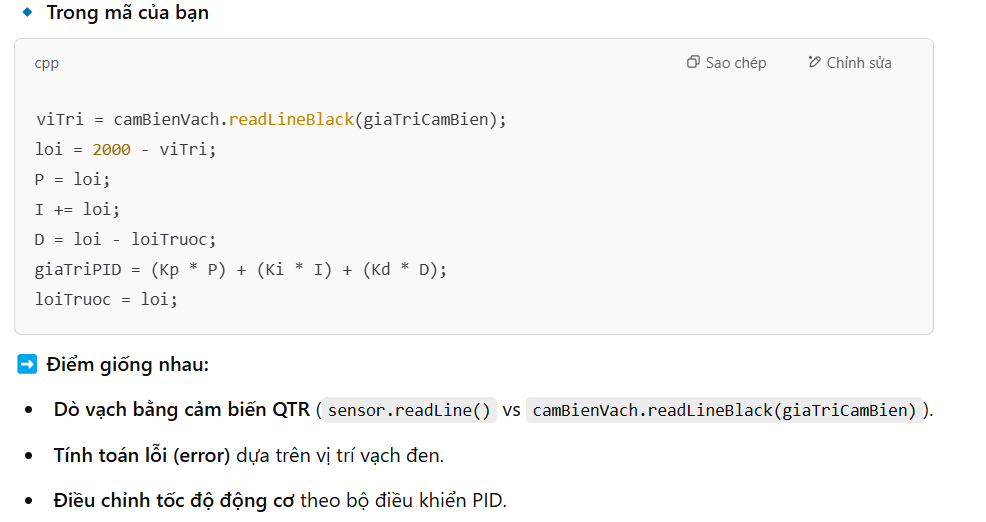 Trong mã của bạn
cpp
Sao chép
Chỉnh sửa
viTri = camBienVach.readLineBlack(giaTriCamBien);
loi = 2000 - viTri;
P = loi;
I += loi;
D = loi - loiTruoc;
giaTriPID = (Kp * P) + (Ki * I) + (Kd * D);
loiTruoc = loi;
➡ Điểm giống nhau:
• Dò vạch bằng cảm biến QTR (sensor.readLine() vs camBienVach.readLineBlack(giaTriCamBien)).
• Tính toán lỗi (error) dựa trên vị trí vạch đen.
• Điều chỉnh tốc độ động cơ theo bộ điều khiển PID.